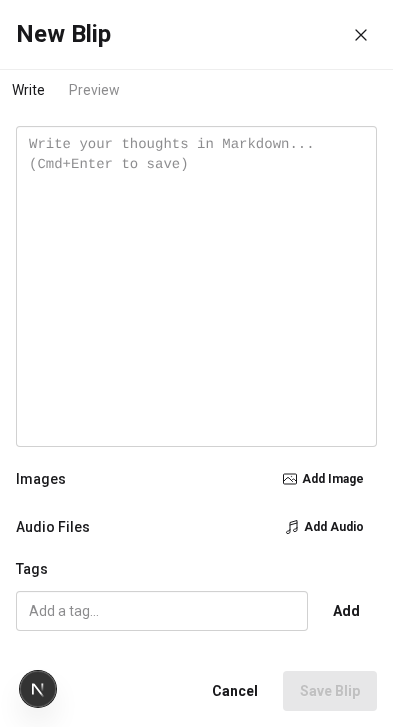 New Blip
Write Preview
Write your thoughts in Markdown...
(Cmd+Enter to save)
Images Add Image
Audio Files Add Audio
Tags
Add a tag... Add
N Cancel Save Blip